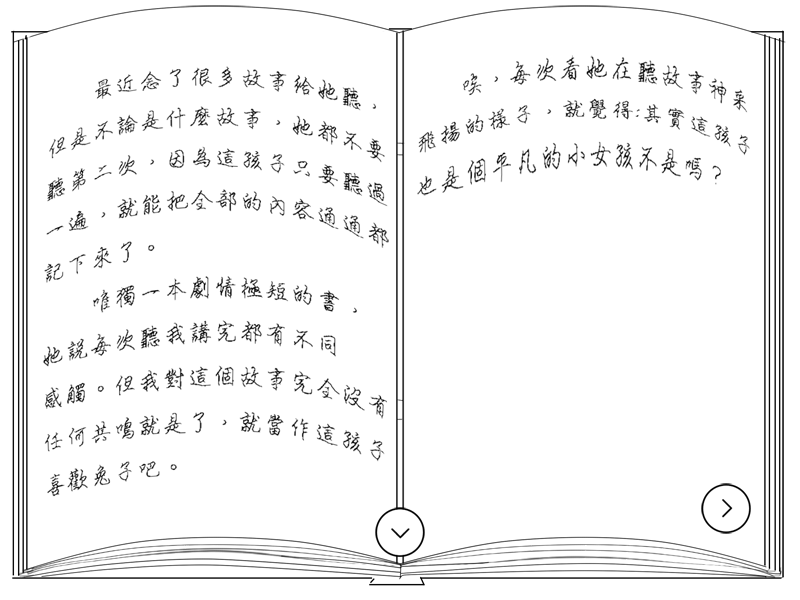 最近念了很多故事給她聽，
但是不論是什麼故事，她都不要
聽第二次，因為這孩子只要聽過
一遍，就能把全部的內容通通都
記下來了。
唯獨一本劇情極短的書，
她說每次聽我講完都有不同
感觸。但我對這個故事完全沒有
任何共鳴就是了，就當作這孩子
喜歡兔子吧。
唉，每次看她在聽故事神采
飛揚的樣子，就覺得:其實這孩子
也是個平凡的小女孩不是嗎？